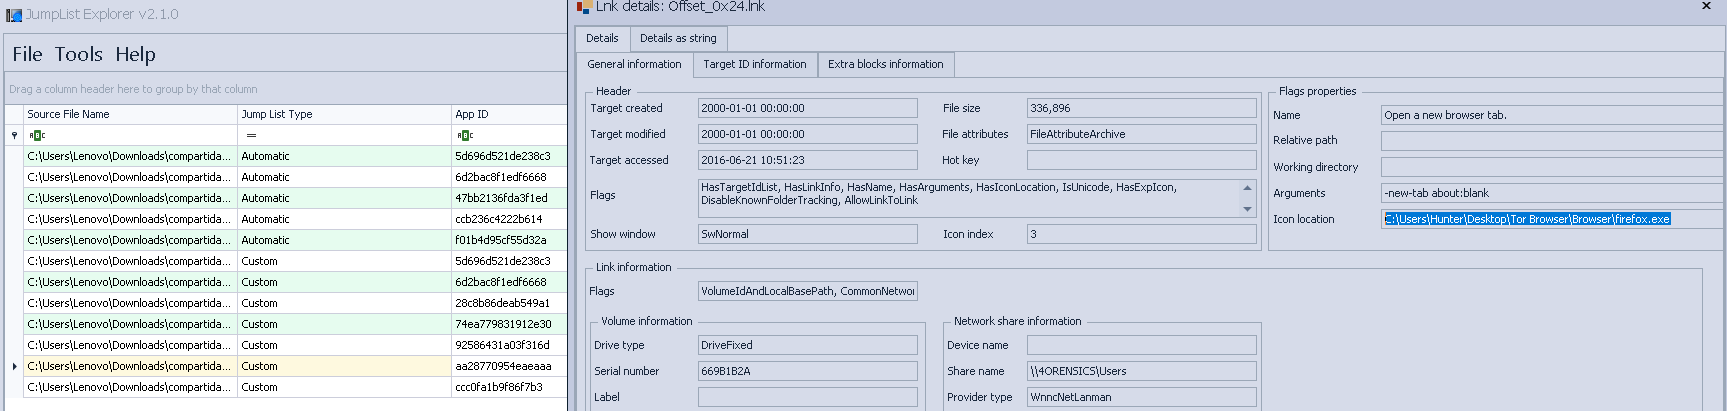 JumpList Explorer v2.1.0
File Tools Help
Drag a column header here to group by that column
Source File Name Jump List Type App ID
ABC = ABC
C:\Users\Lenovo\Downloads\compartida... Automatic 5d696d521de238c3
C:\Users\Lenovo\Downloads\compartida... Automatic 6d2bac8f1edf6668
C:\Users\Lenovo\Downloads\compartida... Automatic 47bb2136fda3f1ed
C:\Users\Lenovo\Downloads\compartida... Automatic ccb236c4222b614
C:\Users\Lenovo\Downloads\compartida... Automatic f01b4d95cf55d32a
C:\Users\Lenovo\Downloads\compartida... Custom 5d696d521de238c3
C:\Users\Lenovo\Downloads\compartida... Custom 6d2bac8f1edf6668
C:\Users\Lenovo\Downloads\compartida... Custom 28c8b86deab549a1
C:\Users\Lenovo\Downloads\compartida... Custom 74ea779831912e30
C:\Users\Lenovo\Downloads\compartida... Custom 92586431a03f316d
C:\Users\Lenovo\Downloads\compartida... Custom aa28770954eaeaaa
C:\Users\Lenovo\Downloads\compartida... Custom ccc0fa1b9f86f7b3
Lnk details: Offset_0x24.lnk
Details Details as string
General information Target ID information Extra blocks information
Header
Target created 2000-01-01 00:00:00 File size 336,896
Target modified 2000-01-01 00:00:00 File attributes FileAttributeArchive
Target accessed 2016-06-21 10:51:23 Hot key
Flags HasTargetIdList, HasLinkInfo, HasName, HasArguments, HasIconLocation, IsUnicode, HasExpIcon,
DisableKnownFolderTracking, AllowLinkToLink
Show window SwNormal Icon index 3
Flags properties
Name Open a new browser tab.
Relative path
Working directory
Arguments -new-tab about:blank
Icon location C:\Users\Hunter\Desktop\Tor Browser\Browser\firefox.exe
Link information
Flags VolumeIdAndLocalBasePath, CommonNetwor
Volume information
Drive type DriveFixed
Serial number 669B1B2A
Label
Network share information
Device name
Share name \\4ORENSICS\Users
Provider type WnncNetLanman